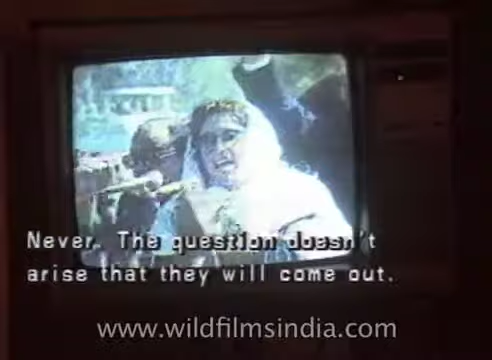 Never. The question doesn't
arise that they will come out.
www.wildfilmsindia.com